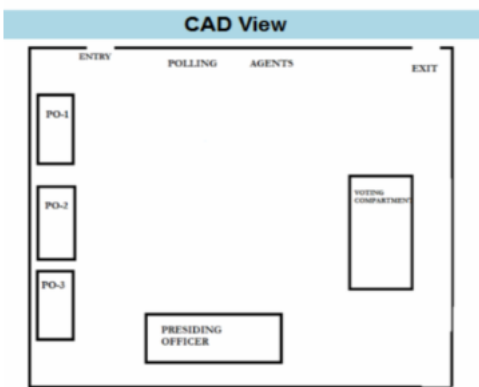 CAD View
ENTRY
POLLING AGENTS
EXIT
PO-1
VOTING
COMPARTMENT
PO-2
PO-3
PRESIDING
OFFICER